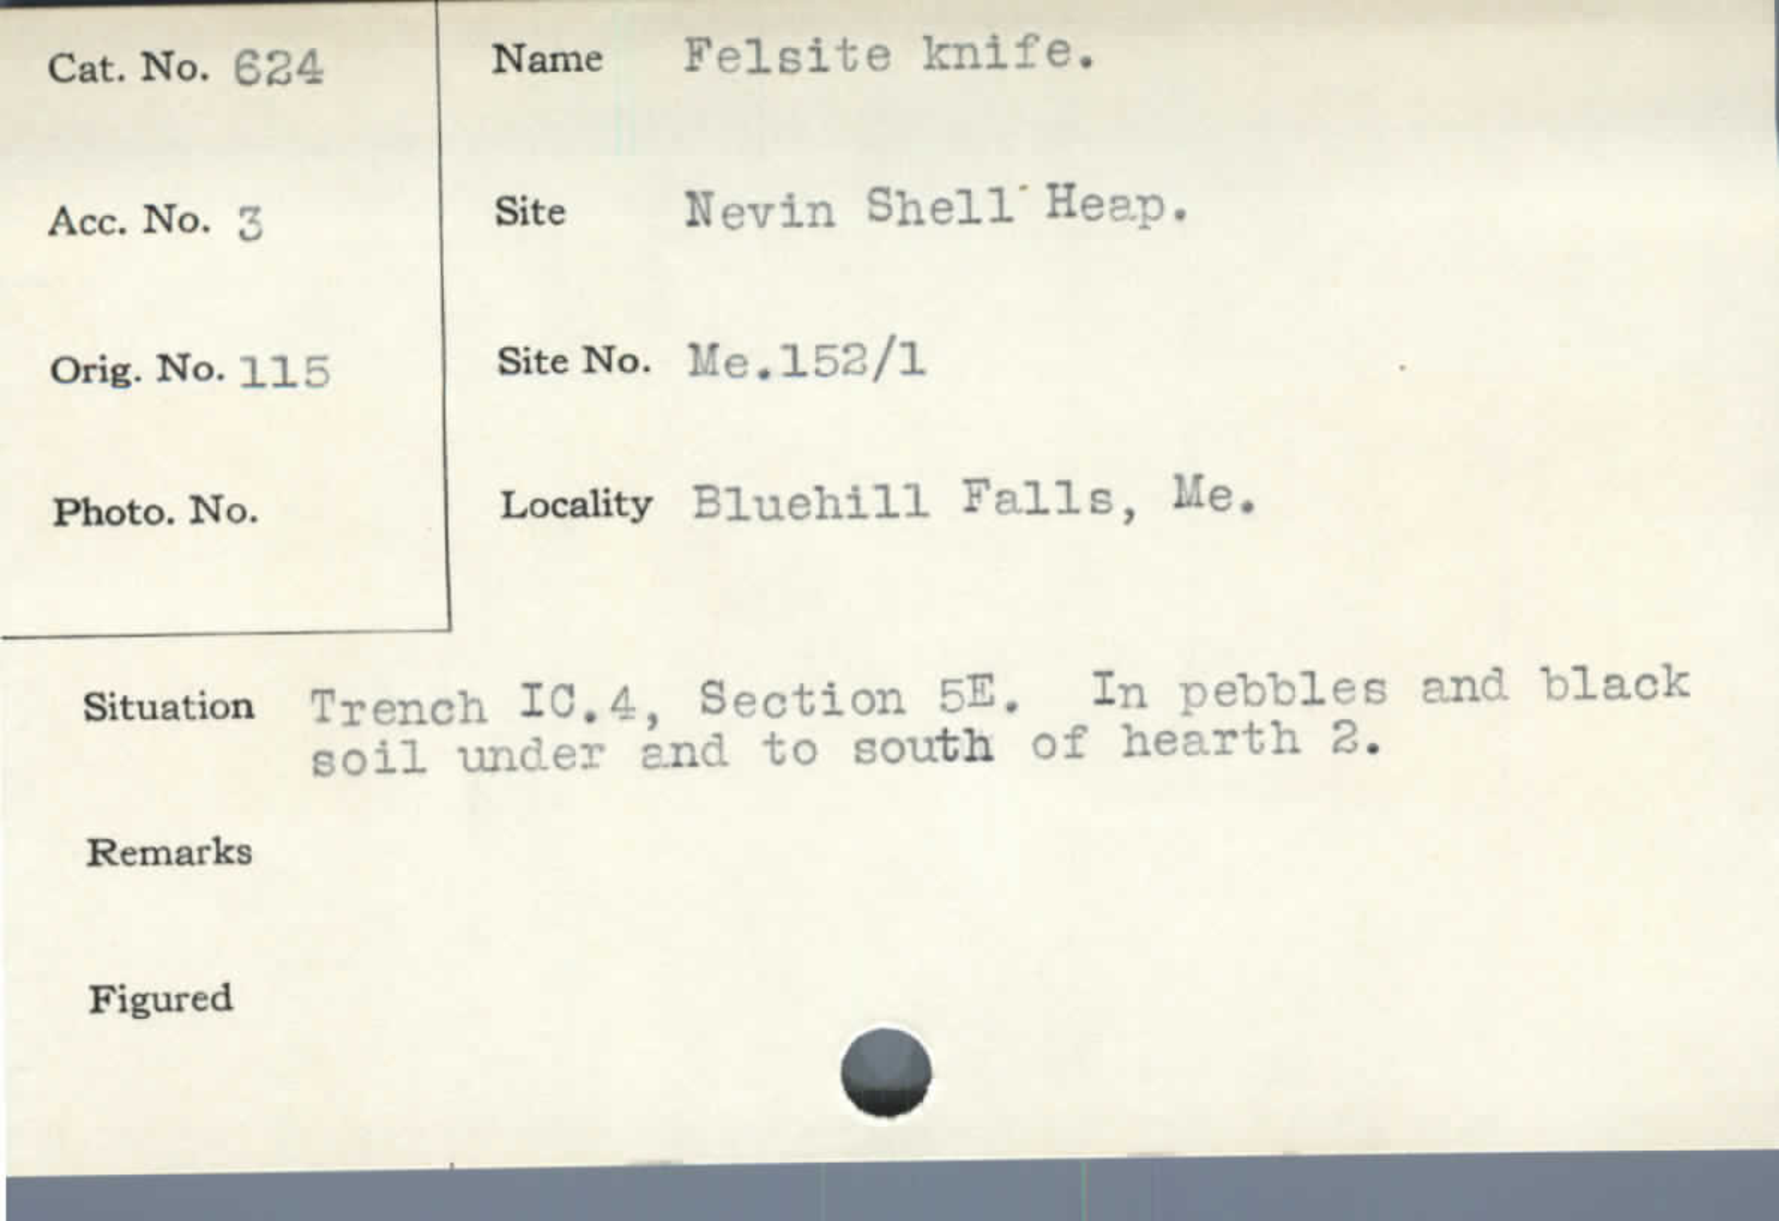 Cat. No. 624
Name Felsite knife.
Acc. No. 3
Site Nevin Shell Heap.
Orig. No. 115
Site No. Me.152/1
Photo. No.
Locality Bluehill Falls, Me.
Situation Trench IC.4, Section 5E. In pebbles and black
soil under and to south of hearth 2.
Remarks
Figured